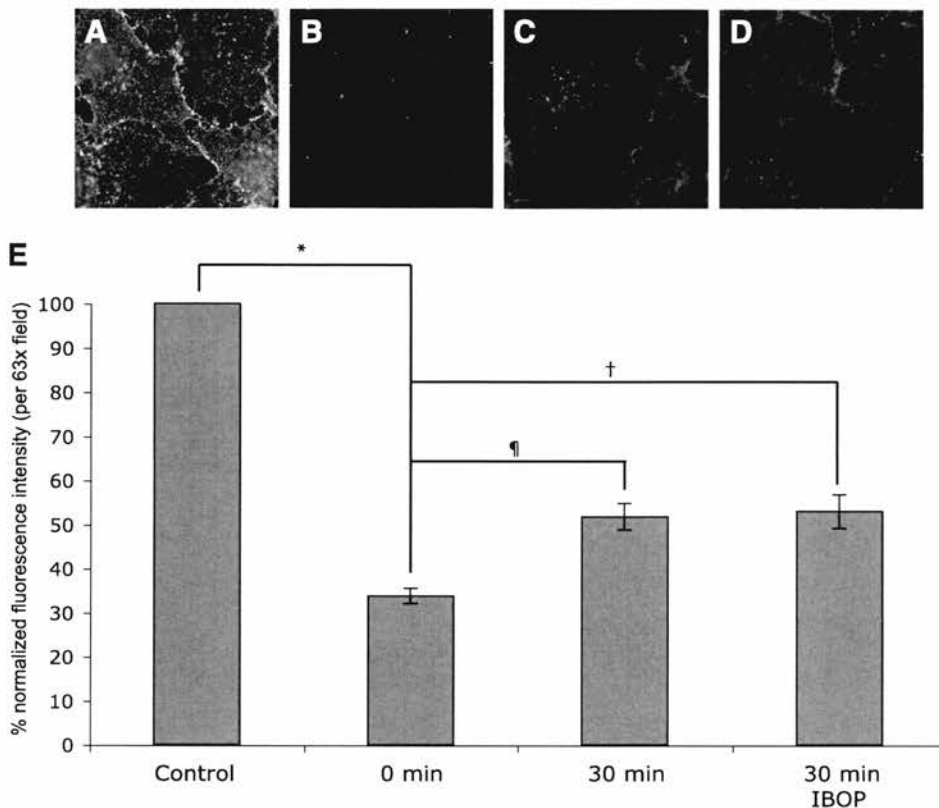 A B C D
E
*
†
¶
% normalized fluorescence intensity (per 63x field)
100
90
80
70
60
50
40
30
20
10
0
Control 0 min 30 min 30 min
IBOP